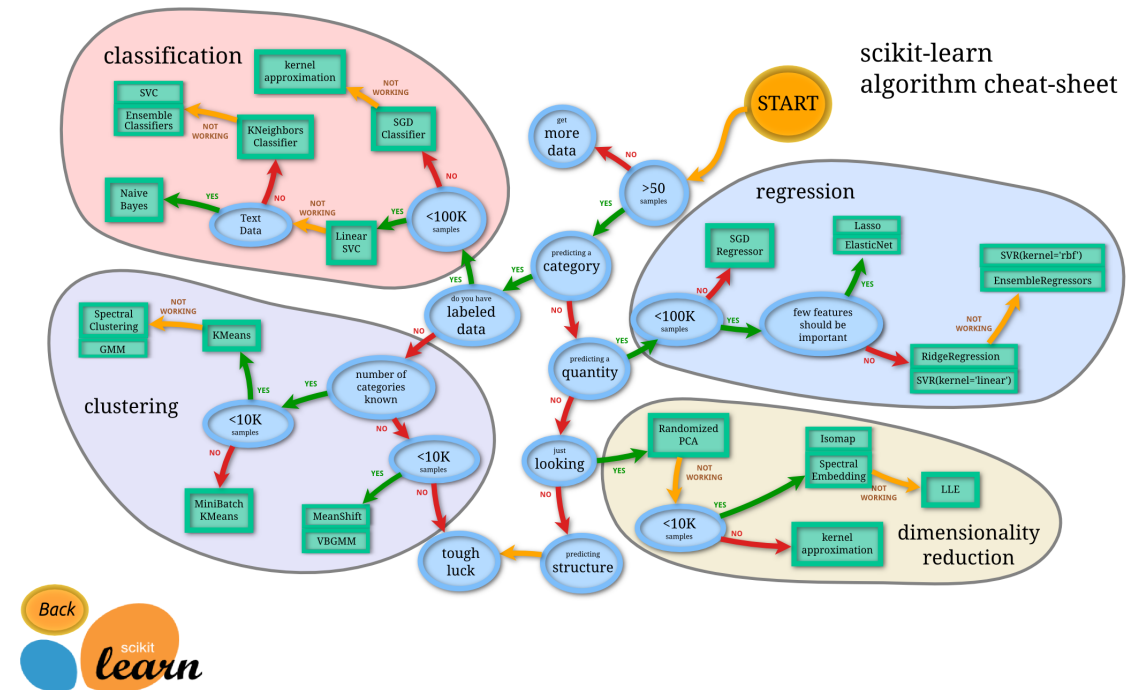 scikit-learn
algorithm cheat-sheet
START
classification
kernel
approximation
NOT
WORKING
SVC
Ensemble
Classifiers
NOT
WORKING
KNeighbors
Classifier
SGD
Classifier
Naive
Bayes
YES
NO
Text
Data
NOT
WORKING
Linear
SVC
YES
NO
<100K
samples
get
more
data
NO
>50
samples
YES
predicting a
category
YES
NO
do you have
labeled
data
YES
NO
predicting a
quantity
YES
NO
just
looking
YES
NO
predicting
structure
tough
luck
regression
SGD
Regressor
NO
<100K
samples
YES
Lasso
ElasticNet
YES
few features
should be
important
NO
SVR(kernel='rbf')
EnsembleRegressors
NOT
WORKING
RidgeRegression
SVR(kernel='linear')
clustering
Spectral
Clustering
GMM
NOT
WORKING
KMeans
YES
<10K
samples
NO
MiniBatch
KMeans
number of
categories
known
YES
NO
<10K
samples
YES
NO
MeanShift
VBGMM
dimensionality
reduction
Randomized
PCA
NOT
WORKING
<10K
samples
YES
NO
Isomap
Spectral
Embedding
NOT
WORKING
LLE
kernel
approximation
Back
scikit
learn